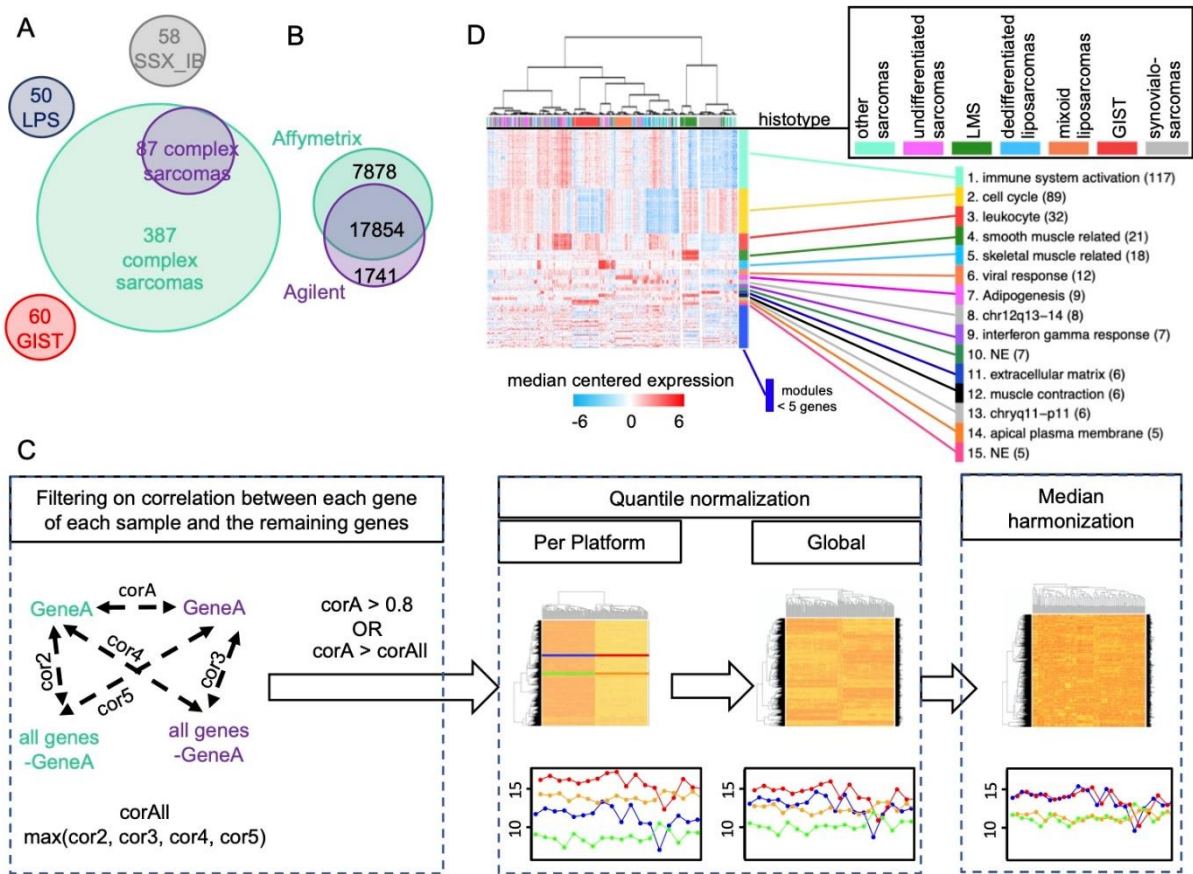 A
58
SSX_IB
50
LPS
87 complex
sarcomas
387
complex
sarcomas
60
GIST
B
Affymetrix
7878
17854
1741
Agilent
D
histotype
other
sarcomas
undifferentiated
sarcomas
LMS
dedifferentiated
liposarcomas
mixoid
liposarcomas
GIST
synovialo-
sarcomas
1. immune system activation (117)
2. cell cycle (89)
3. leukocyte (32)
4. smooth muscle related (21)
5. skeletal muscle related (18)
6. viral response (12)
7. Adipogenesis (9)
8. chr12q13−14 (8)
9. interferon gamma response (7)
10. NE (7)
11. extracellular matrix (6)
12. muscle contraction (6)
13. chryq11−p11 (6)
14. apical plasma membrane (5)
15. NE (5)
median centered expression
-6 0 6
modules
< 5 genes
C
Filtering on correlation between each gene
of each sample and the remaining genes
GeneA
corA
GeneA
cor2
cor4
cor5
cor3
all genes
-GeneA
all genes
-GeneA
corAll
max(cor2, cor3, cor4, cor5)
corA > 0.8
OR
corA > corAll
Quantile normalization
Per Platform
Global
15
10
15
10
Median
harmonization
15
10